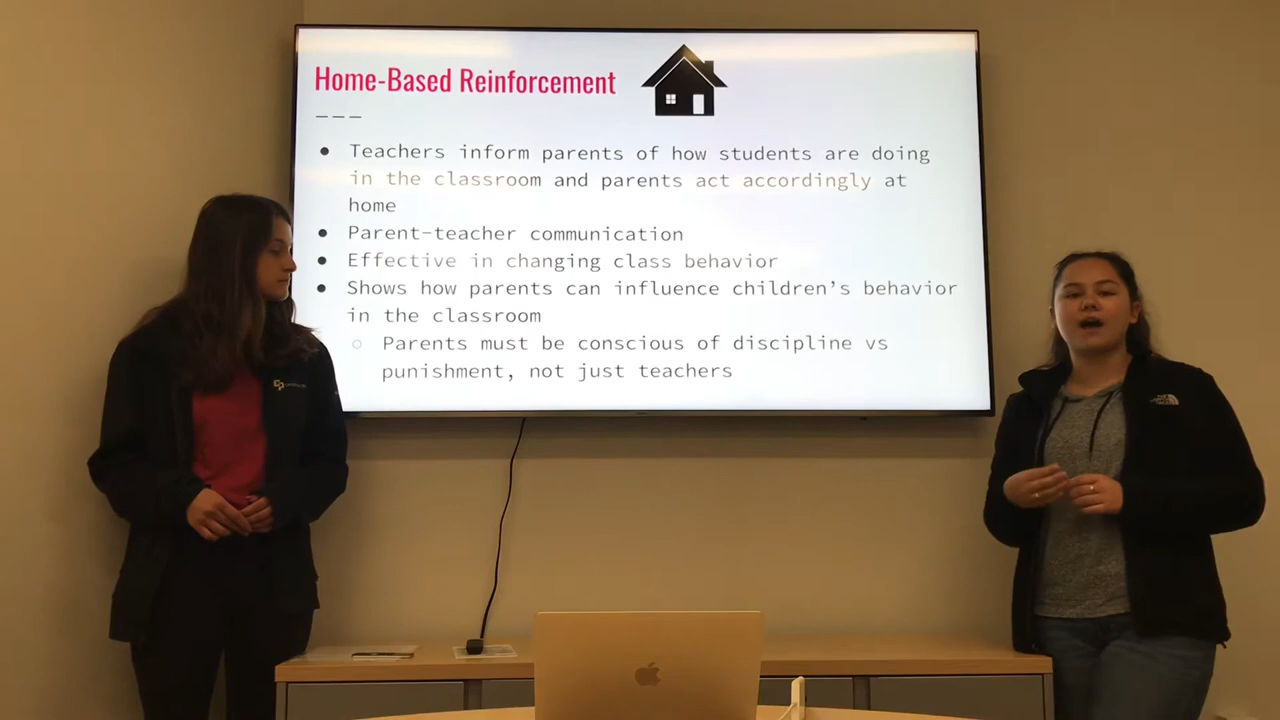 Home-Based Reinforcement
● Teachers inform parents of how students are doing
in the classroom and parents act accordingly at
home
● Parent-teacher communication
● Effective in changing class behavior
● Shows how parents can influence children's behavior
in the classroom
○ Parents must be conscious of discipline vs
punishment, not just teachers